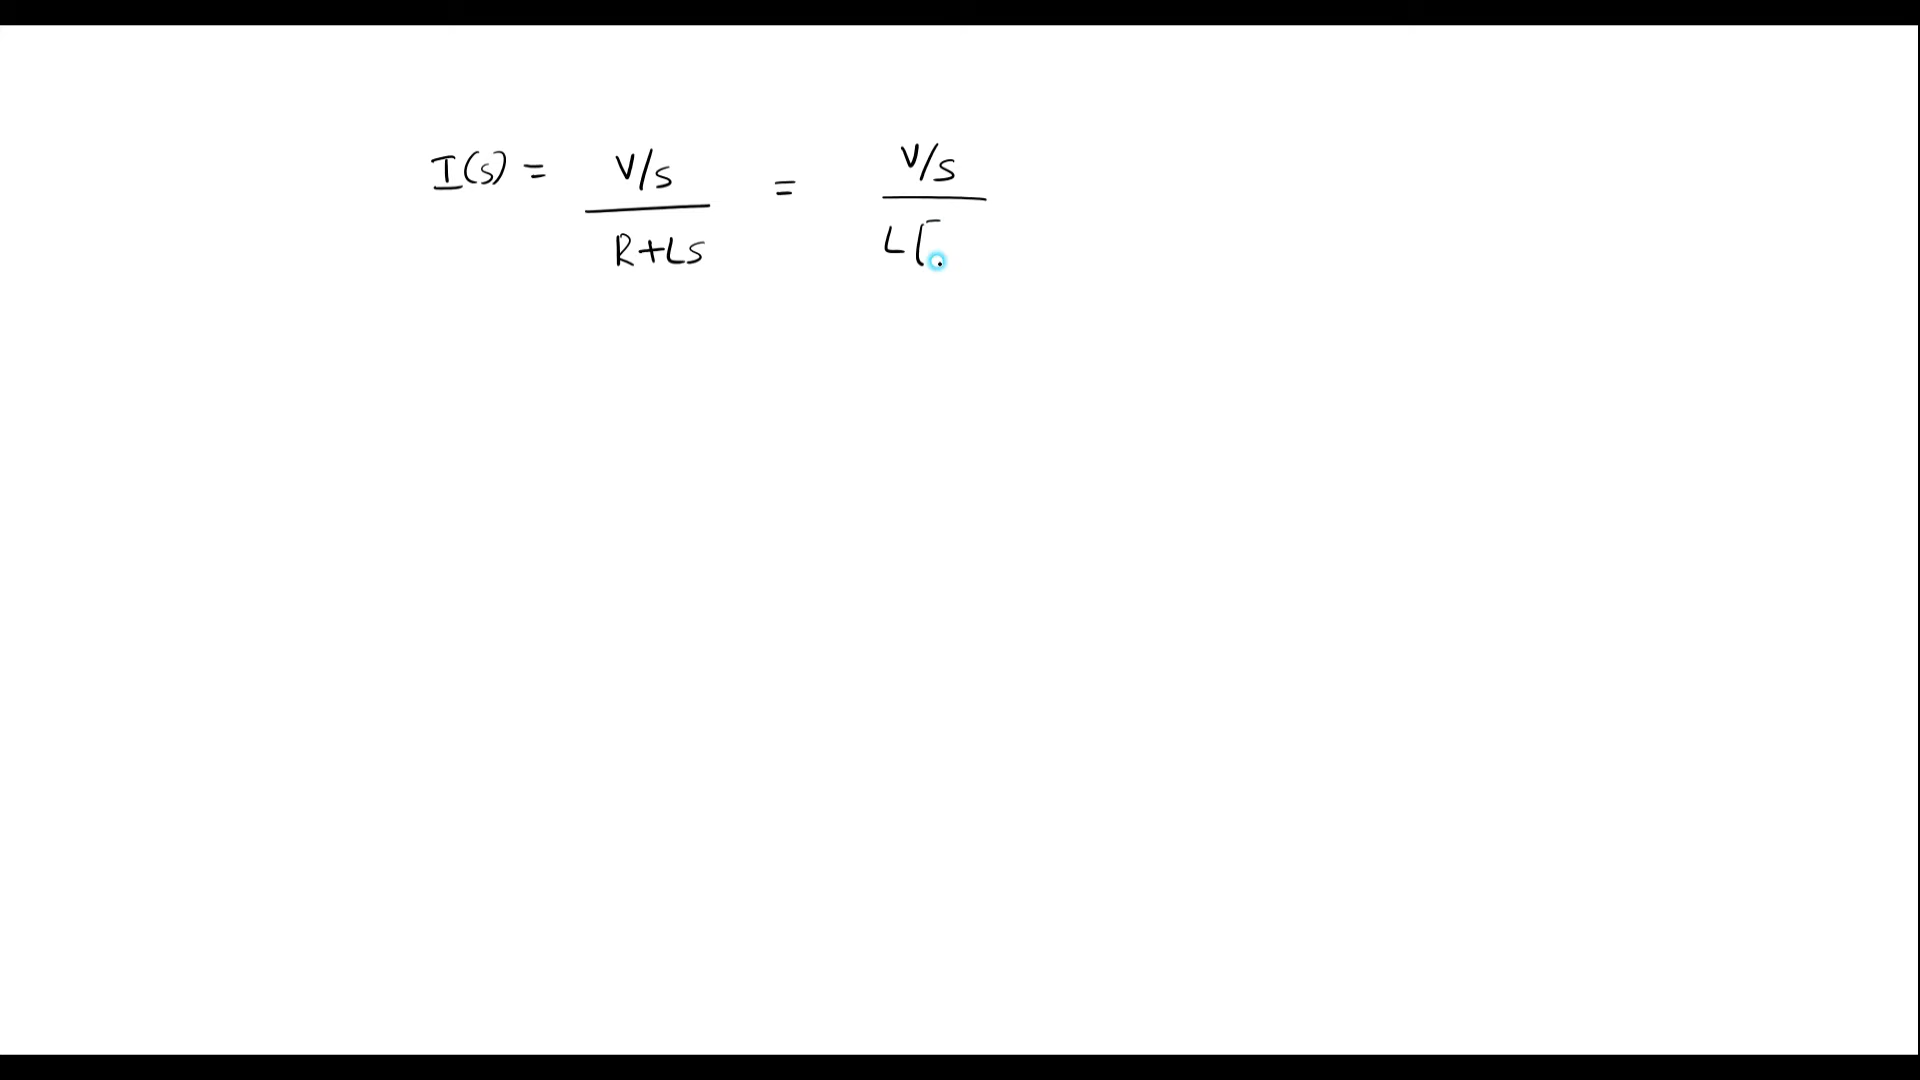 I(s) = V/s / R+Ls = V/s / L[